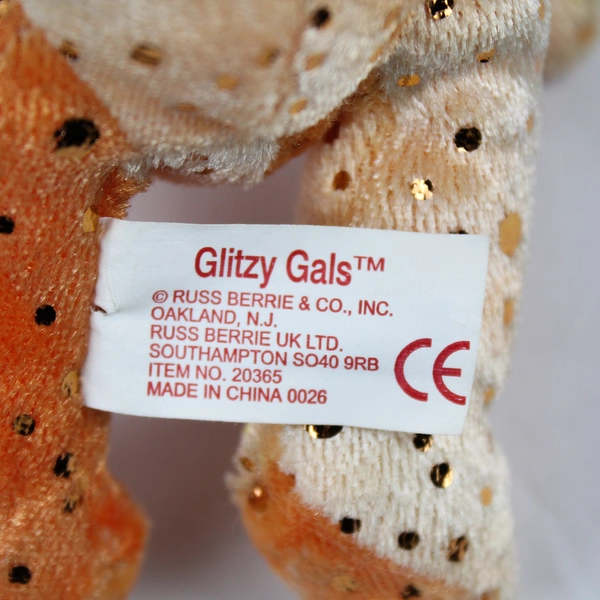 Glitzy Gals™
© RUSS BERRIE & CO., INC.
OAKLAND, N.J.
RUSS BERRIE UK LTD.
SOUTHAMPTON SO40 9RB
ITEM NO. 20365
MADE IN CHINA 0026
CE